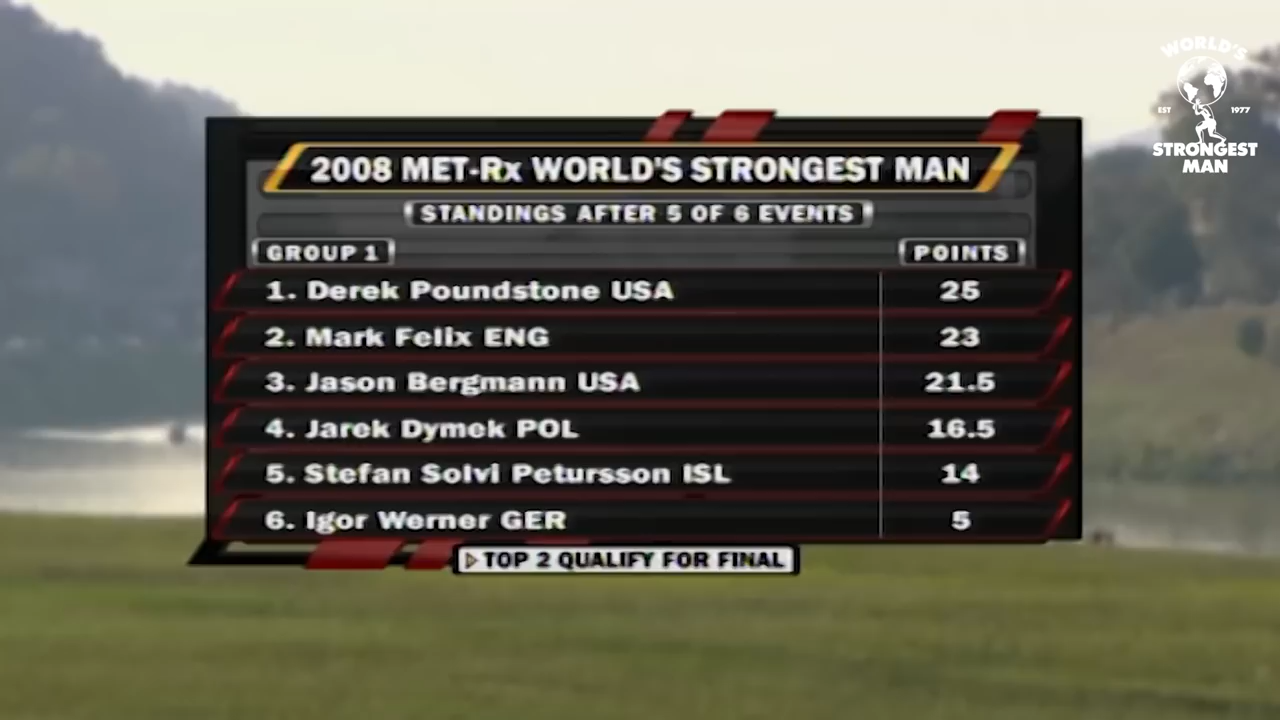 WORLD'S
EST 1977
STRONGEST
MAN
2008 MET-Rx WORLD'S STRONGEST MAN
STANDINGS AFTER 5 OF 6 EVENTS
GROUP 1 POINTS
1. Derek Poundstone USA 25
2. Mark Felix ENG 23
3. Jason Bergmann USA 21.5
4. Jarek Dymek POL 16.5
5. Stefan Solvi Petursson ISL 14
6. Igor Werner GER 5
TOP 2 QUALIFY FOR FINAL